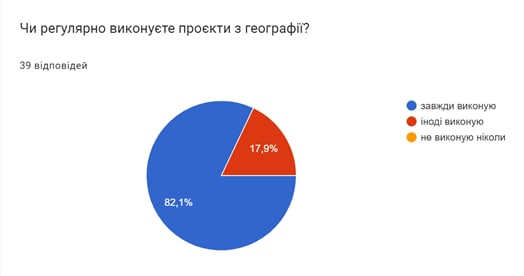 Чи регулярно виконуєте проєкти з географії?
39 відповідей
завжди виконую
іноді виконую
не виконую ніколи
17,9%
82,1%